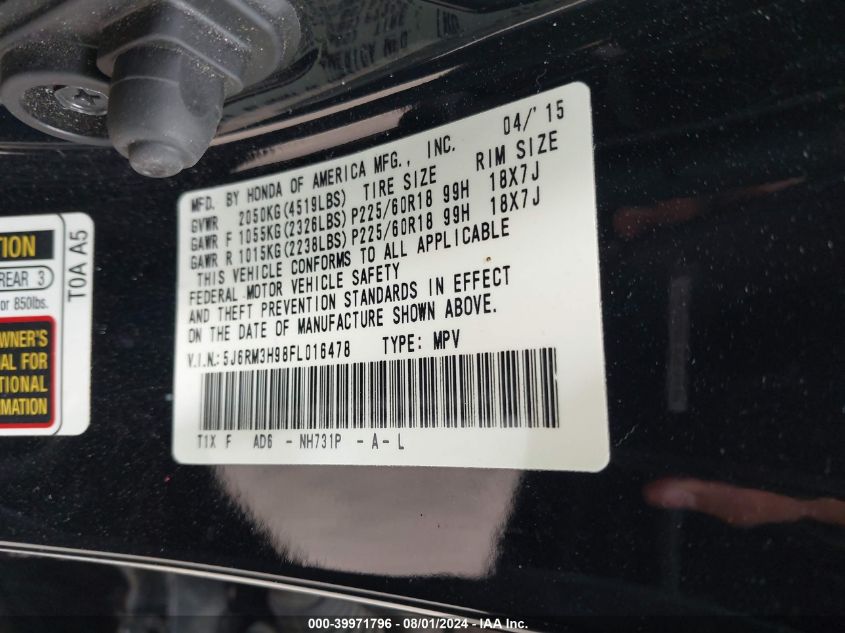 MFD. BY HONDA OF AMERICA MFG., INC. 04/'15
GVWR 2050KG(4519LBS) TIRE SIZE RIM SIZE
GAWR F 1055KG(2326LBS) P225/60R18 99H 18X7J
GAWR R 1015KG(2238LBS) P225/60R18 99H 18X7J
THIS VEHICLE CONFORMS TO ALL APPLICABLE
FEDERAL MOTOR VEHICLE SAFETY
AND THEFT PREVENTION STANDARDS IN EFFECT
ON THE DATE OF MANUFACTURE SHOWN ABOVE.
V.I.N.: 5J6RM3H98FL016478 TYPE: MPV
T1X F AD6 - NH731P - A - L
TION
REAR 3
or 850lbs.
T0A A5
OWNER'S
UAL FOR
TIONAL
MATION
000-39971796 - 08/01/2024 - IAA Inc.